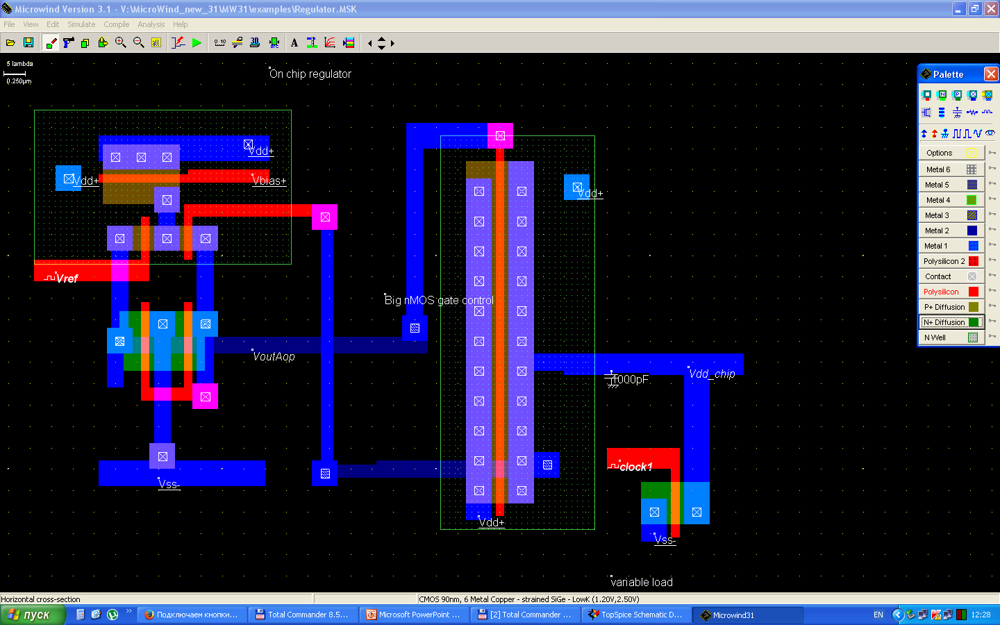 Microwind Version 3.1 - V:\MicroWind_new_31\MW31\examples\Regulator.MSK
File View Edit Simulate Compile Analysis Help
5 lambda
0.250µm
On chip regulator
Vdd+
Vdd+
Vbias+
Vdd+
Vref
Big nMOS gate control
VoutAop
Vdd_chip
1000pF
clock1
Vss-
Vdd+
Vss-
variable load
Palette
Options
Metal 6
Metal 5
Metal 4
Metal 3
Metal 2
Metal 1
Polysilicon 2
Contact
Polysilicon
P+ Diffusion
N+ Diffusion
N Well
Horizontal cross-section
CMOS 90nm, 6 Metal Copper - strained SiGe - LowK (1.20V,2.50V)
пуск
Подключаем кнопки...
Total Commander 8.5...
Microsoft PowerPoint ...
[2] Total Commander ...
TopSpice Schematic D...
Microwind31
EN
12:28